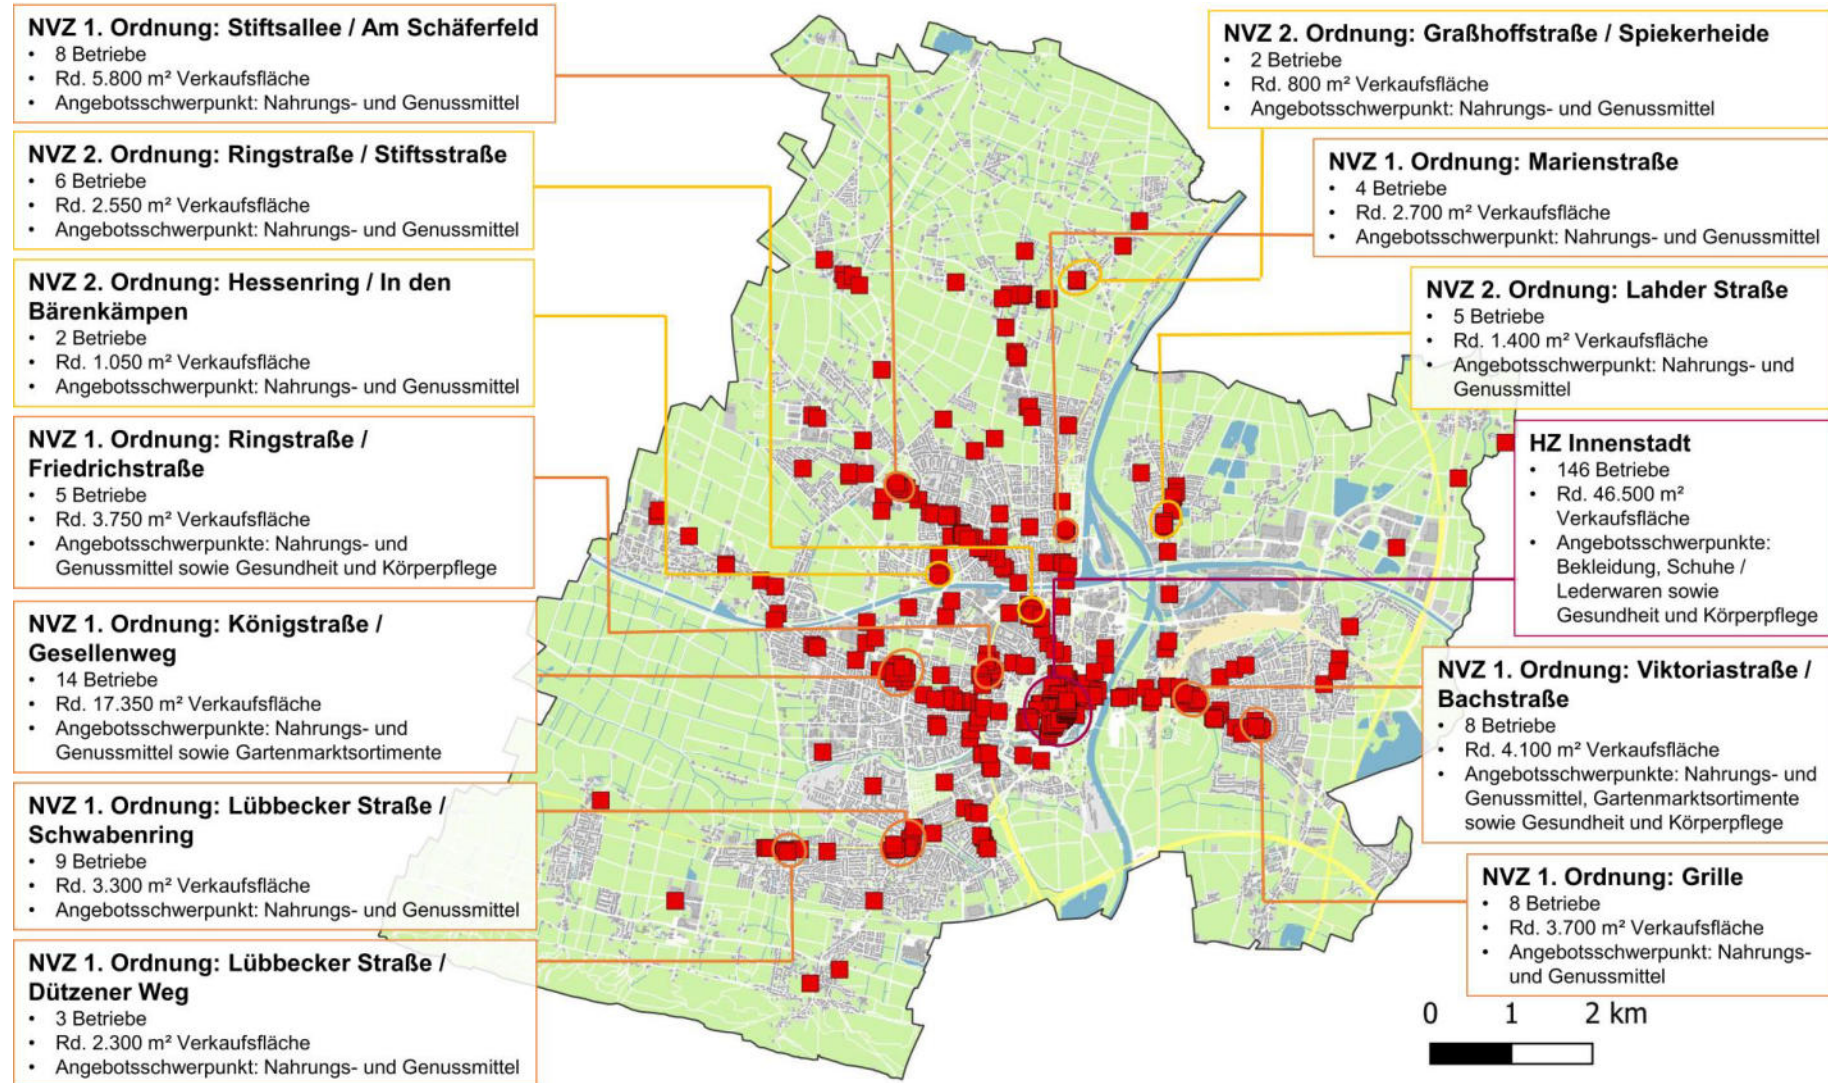 NVZ 1. Ordnung: Stiftsallee / Am Schäferfeld
• 8 Betriebe
• Rd. 5.800 m² Verkaufsfläche
• Angebotsschwerpunkt: Nahrungs- und Genussmittel
NVZ 2. Ordnung: Ringstraße / Stiftsstraße
• 6 Betriebe
• Rd. 2.550 m² Verkaufsfläche
• Angebotsschwerpunkt: Nahrungs- und Genussmittel
NVZ 2. Ordnung: Hessenring / In den
Bärenkämpen
• 2 Betriebe
• Rd. 1.050 m² Verkaufsfläche
• Angebotsschwerpunkt: Nahrungs- und Genussmittel
NVZ 1. Ordnung: Ringstraße /
Friedrichstraße
• 5 Betriebe
• Rd. 3.750 m² Verkaufsfläche
• Angebotsschwerpunkte: Nahrungs- und
Genussmittel sowie Gesundheit und Körperpflege
NVZ 1. Ordnung: Königstraße /
Gesellenweg
• 14 Betriebe
• Rd. 17.350 m² Verkaufsfläche
• Angebotsschwerpunkte: Nahrungs- und
Genussmittel sowie Gartenmarktsortimente
NVZ 1. Ordnung: Lübbecker Straße /
Schwabenring
• 9 Betriebe
• Rd. 3.300 m² Verkaufsfläche
• Angebotsschwerpunkt: Nahrungs- und Genussmittel
NVZ 1. Ordnung: Lübbecker Straße /
Dützener Weg
• 3 Betriebe
• Rd. 2.300 m² Verkaufsfläche
• Angebotsschwerpunkt: Nahrungs- und Genussmittel
NVZ 2. Ordnung: Graßhoffstraße / Spiekerheide
• 2 Betriebe
• Rd. 800 m² Verkaufsfläche
• Angebotsschwerpunkt: Nahrungs- und Genussmittel
NVZ 1. Ordnung: Marienstraße
• 4 Betriebe
• Rd. 2.700 m² Verkaufsfläche
• Angebotsschwerpunkt: Nahrungs- und Genussmittel
NVZ 2. Ordnung: Lahder Straße
• 5 Betriebe
• Rd. 1.400 m² Verkaufsfläche
• Angebotsschwerpunkt: Nahrungs- und
Genussmittel
HZ Innenstadt
• 146 Betriebe
• Rd. 46.500 m²
Verkaufsfläche
• Angebotsschwerpunkte:
Bekleidung, Schuhe /
Lederwaren sowie
Gesundheit und Körperpflege
NVZ 1. Ordnung: Viktoriastraße /
Bachstraße
• 8 Betriebe
• Rd. 4.100 m² Verkaufsfläche
• Angebotsschwerpunkte: Nahrungs- und
Genussmittel, Gartenmarktsortimente
sowie Gesundheit und Körperpflege
NVZ 1. Ordnung: Grille
• 8 Betriebe
• Rd. 3.700 m² Verkaufsfläche
• Angebotsschwerpunkt: Nahrungs-
und Genussmittel
0 1 2 km